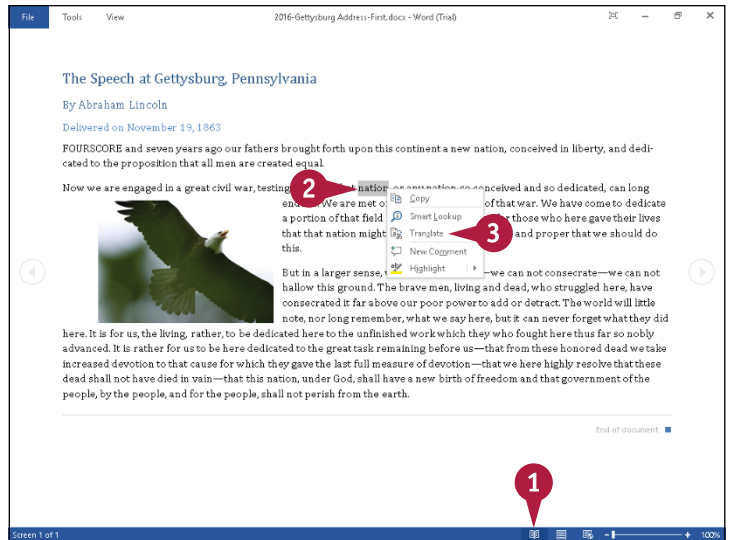 File Tools View 2016-Gettysburg Address-First.docx - Word (Trial)
The Speech at Gettysburg, Pennsylvania
By Abraham Lincoln
Delivered on November 19, 1863
FOURSCORE and seven years ago our fathers brought forth upon this continent a new nation, conceived in liberty, and dedi-
cated to the proposition that all men are created equal.
Now we are engaged in a great civil war, testing 2 t nation, or any nation so conceived and so dedicated, can long
We are met o of that war. We have come to dedicate
a portion of that field r those who here gave their lives
that that nation might and proper that we should do
this.
Copy
Smart Lookup
Translate 3
New Comment
Highlight
But in a larger sense, —we can not consecrate—we can not
hallow this ground. The brave men, living and dead, who struggled here, have
consecrated it far above our poor power to add or detract. The world will little
note, nor long remember, what we say here, but it can never forget what they did
here. It is for us, the living, rather, to be dedicated here to the unfinished work which they who fought here thus far so nobly
advanced. It is rather for us to be here dedicated to the great task remaining before us—that from these honored dead we take
increased devotion to that cause for which they gave the last full measure of devotion—that we here highly resolve that these
dead shall not have died in vain—that this nation, under God, shall have a new birth of freedom and that government of the
people, by the people, and for the people, shall not perish from the earth.
End of document
1
Screen 1 of 1 100%